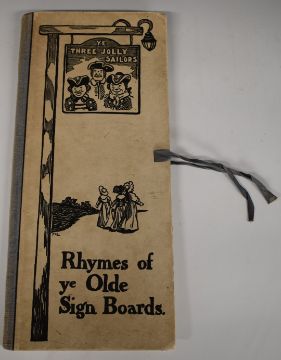 YE
THREE JOLLY
SAILORS
Rhymes of
ye Olde
Sign Boards.